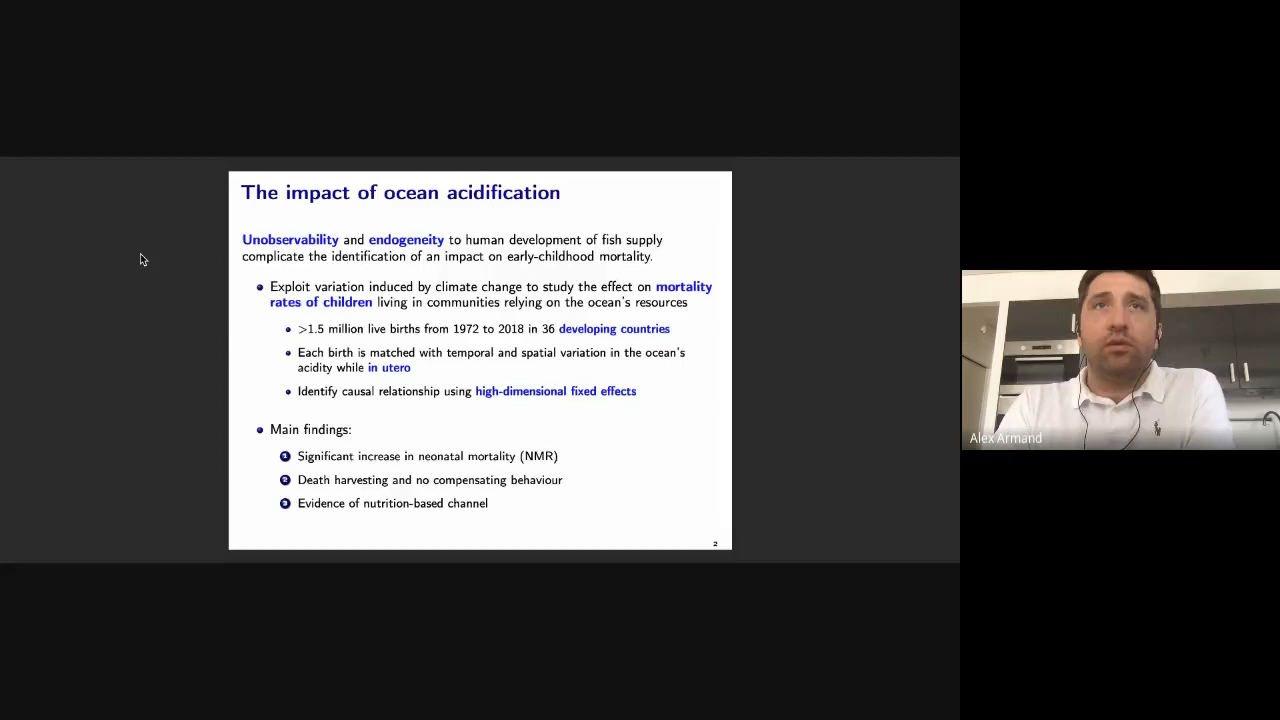 The impact of ocean acidification
Unobservability and endogeneity to human development of fish supply
complicate the identification of an impact on early-childhood mortality.
Exploit variation induced by climate change to study the effect on mortality
rates of children living in communities relying on the ocean's resources
>1.5 million live births from 1972 to 2018 in 36 developing countries
Each birth is matched with temporal and spatial variation in the ocean's
acidity while in utero
Identify causal relationship using high-dimensional fixed effects
Main findings:
1 Significant increase in neonatal mortality (NMR)
2 Death harvesting and no compensating behaviour
3 Evidence of nutrition-based channel
2
Alex Armand